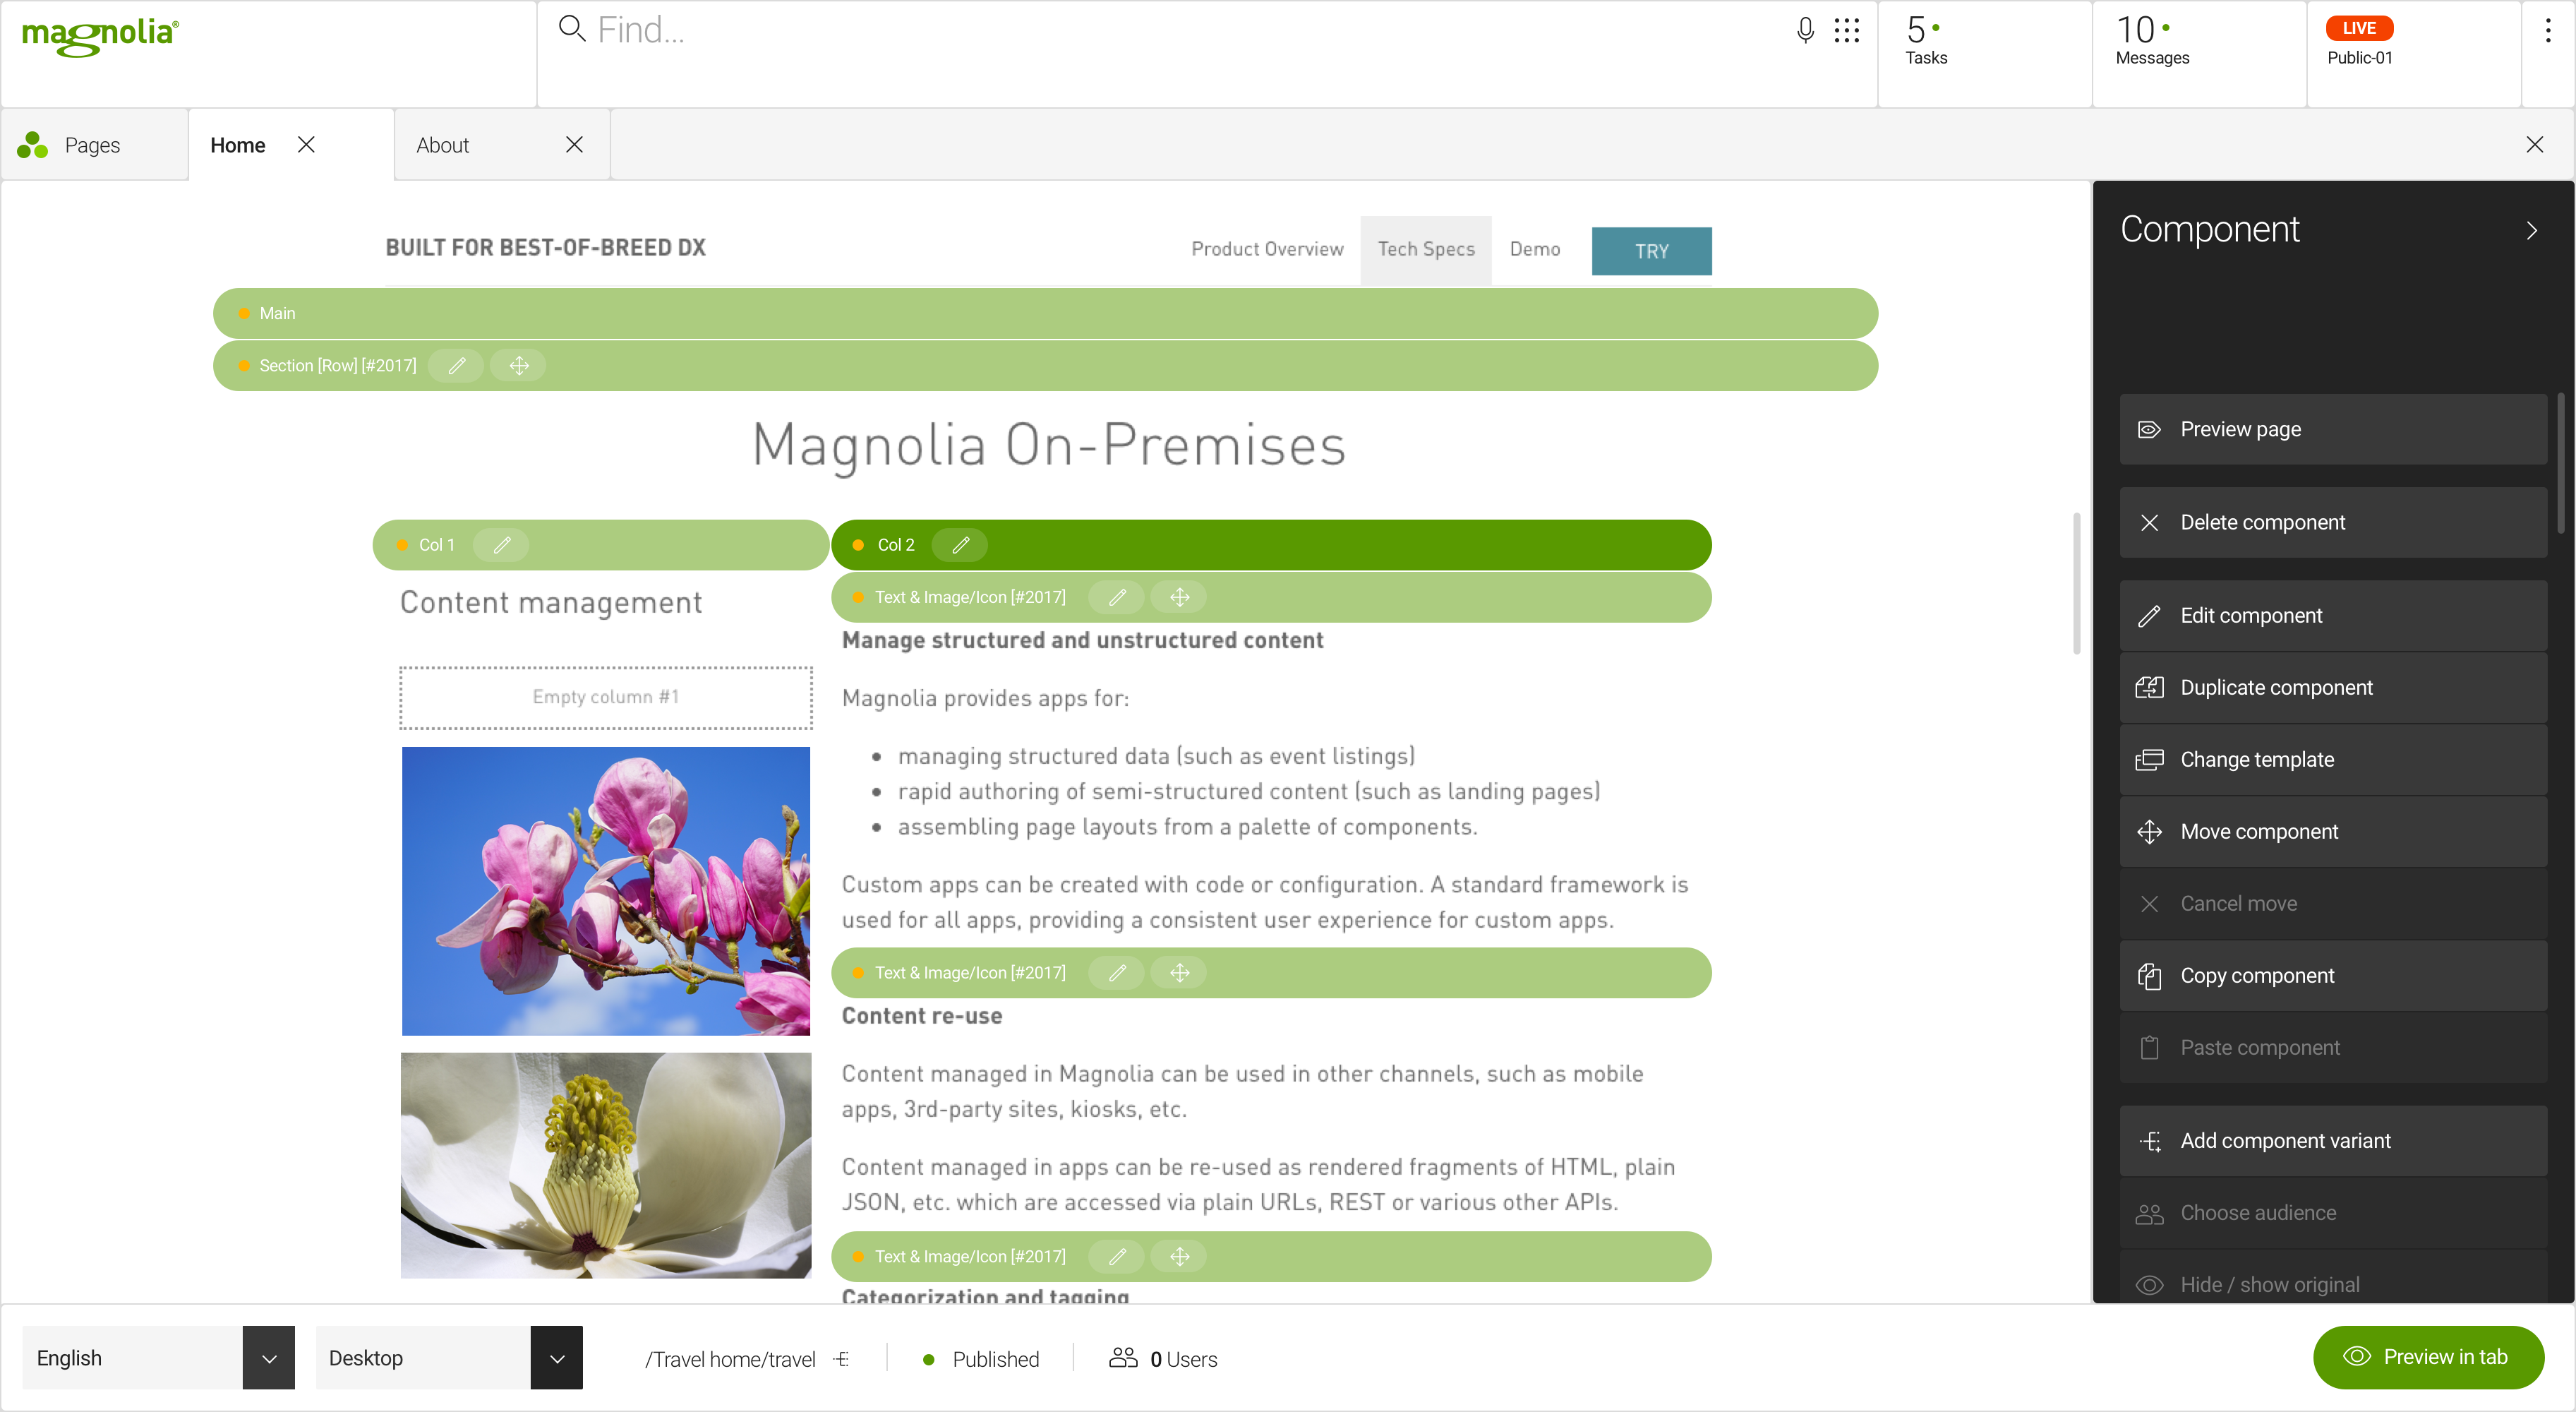 magnolia®
Find...
5
Tasks
10
Messages
LIVE
Public-01
Pages
Home
About
BUILT FOR BEST-OF-BREED DX
Product Overview
Tech Specs
Demo
TRY
Main
Section [Row] [#2017]
Magnolia On-Premises
Col 1
Content management
Empty column #1
Col 2
Text & Image/Icon [#2017]
Manage structured and unstructured content
Magnolia provides apps for:
• managing structured data (such as event listings)
• rapid authoring of semi-structured content (such as landing pages)
• assembling page layouts from a palette of components.
Custom apps can be created with code or configuration. A standard framework is
used for all apps, providing a consistent user experience for custom apps.
Text & Image/Icon [#2017]
Content re-use
Content managed in Magnolia can be used in other channels, such as mobile
apps, 3rd-party sites, kiosks, etc.
Content managed in apps can be re-used as rendered fragments of HTML, plain
JSON, etc. which are accessed via plain URLs, REST or various other APIs.
Text & Image/Icon [#2017]
Categorization and tagging
Component
Preview page
Delete component
Edit component
Duplicate component
Change template
Move component
Cancel move
Copy component
Paste component
Add component variant
Choose audience
Hide / show original
English
Desktop
/Travel home/travel
Published
0 Users
Preview in tab